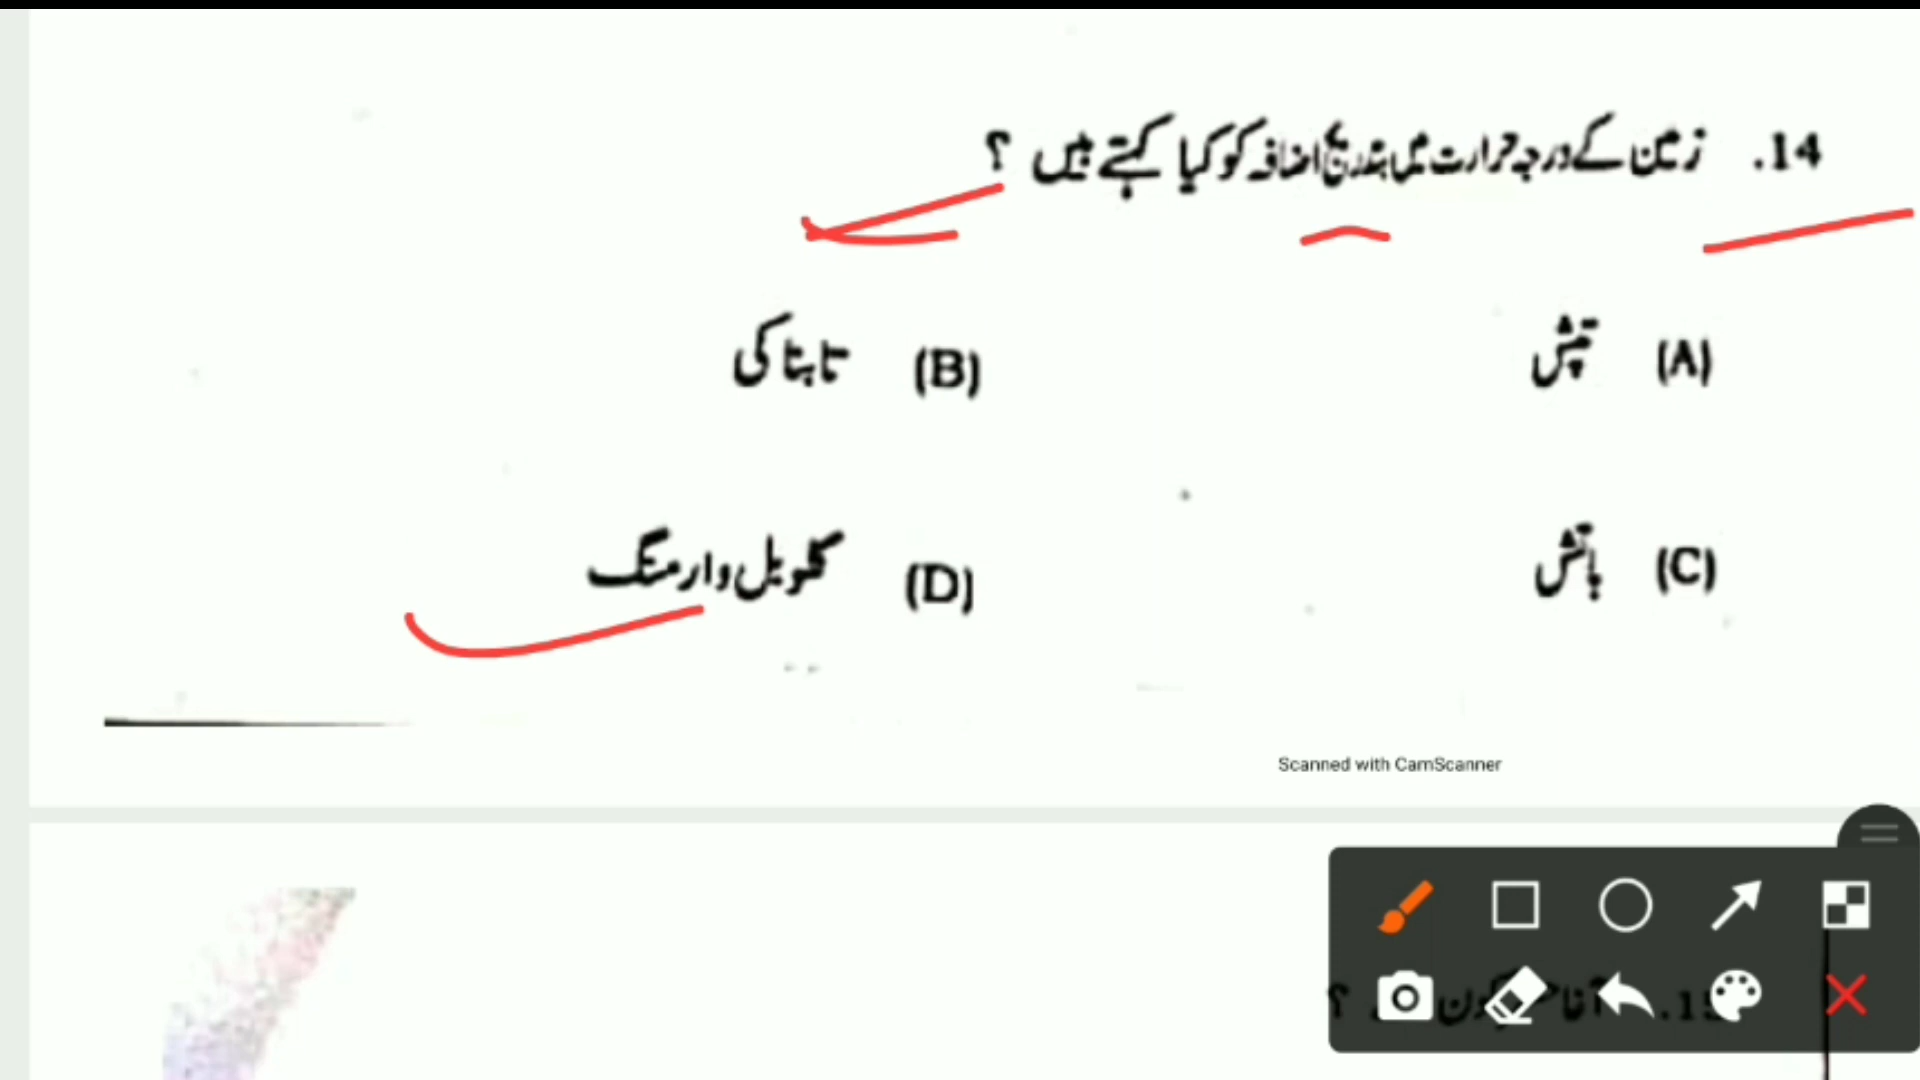 14. زمین کے درجہ حرارت میں بتدریج اضافہ کو کیا کہتے ہیں ؟
(A) تپش
(B) تابناکی
(C) پاتش
(D) گلوبل وارمنگ
Scanned with CamScanner